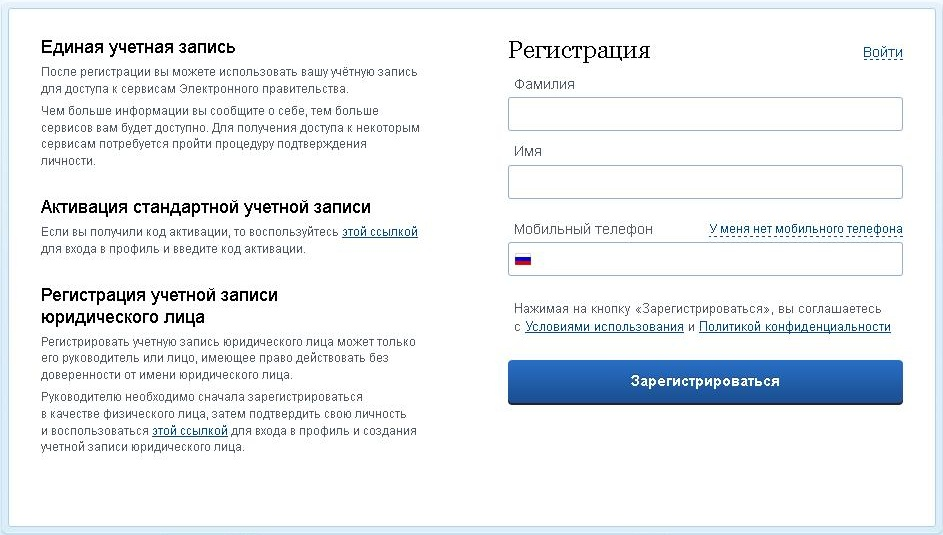 Единая учетная запись
После регистрации вы можете использовать вашу учётную запись
для доступа к сервисам Электронного правительства.
Чем больше информации вы сообщите о себе, тем больше
сервисов вам будет доступно. Для получения доступа к некоторым
сервисам потребуется пройти процедуру подтверждения
личности.
Активация стандартной учетной записи
Если вы получили код активации, то воспользуйтесь этой ссылкой
для входа в профиль и введите код активации.
Регистрация учетной записи
юридического лица
Регистрировать учетную запись юридического лица может только
его руководитель или лицо, имеющее право действовать без
доверенности от имени юридического лица.
Руководителю необходимо сначала зарегистрироваться
в качестве физического лица, затем подтвердить свою личность
и воспользоваться этой ссылкой для входа в профиль и создания
учетной записи юридического лица.
Регистрация
Войти
Фамилия
Имя
Мобильный телефон
У меня нет мобильного телефона
Нажимая на кнопку «Зарегистрироваться», вы соглашаетесь
с Условиями использования и Политикой конфиденциальности
Зарегистрироваться